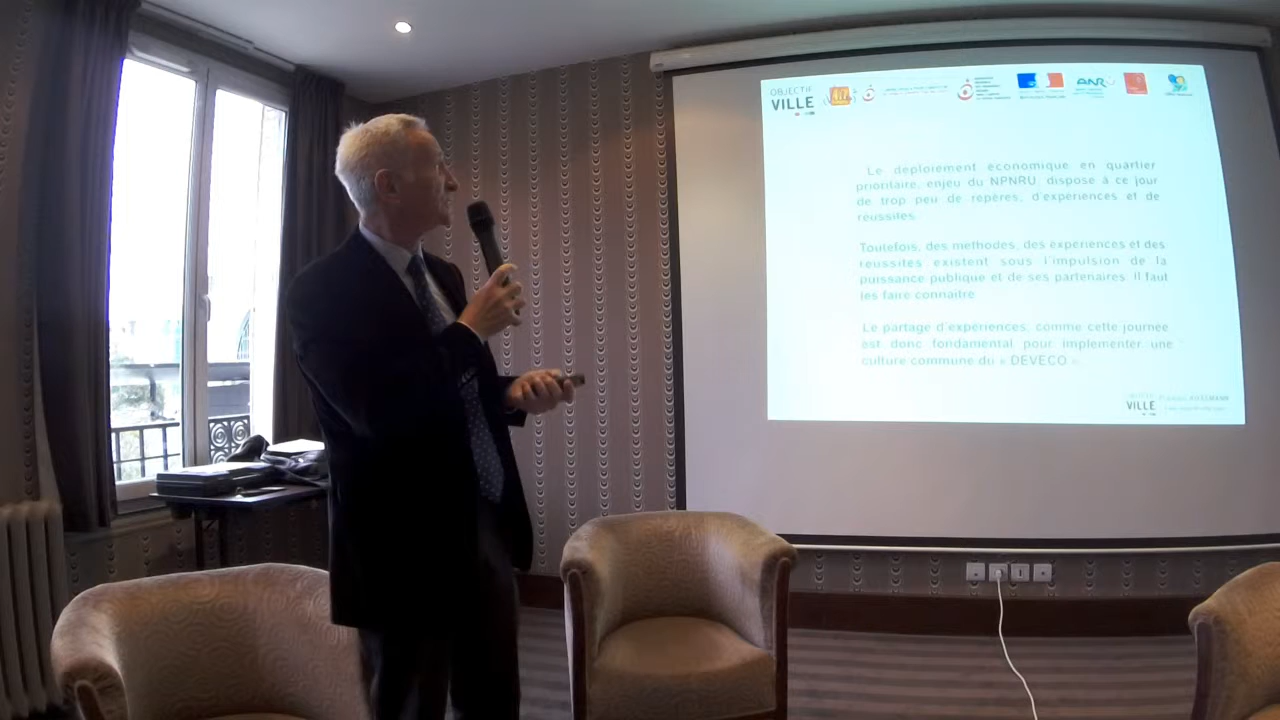 OBJECTIF
VILLE
ANRU
Le déploiement économique en quartier
prioritaire, enjeu du NPNRU, dispose à ce jour
de trop peu de repères, d'expériences et de
réussites.
Toutefois, des méthodes, des expériences et des
réussites existent sous l'impulsion de la
puissance publique et de ses partenaires. Il faut
les faire connaitre
Le partage d'expériences, comme cette journée
est donc fondamental pour implémenter une
culture commune du « DEVECO ».
VILLE